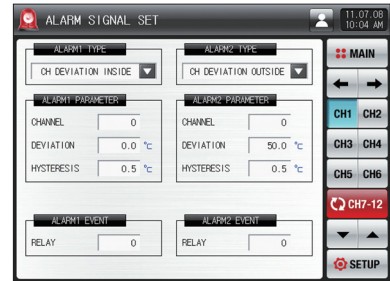 ALARM SIGNAL SET
11.07.08
10:04 AM
ALARM1 TYPE
CH DEVIATION INSIDE
ALARM2 TYPE
CH DEVIATION OUTSIDE
ALARM1 PARAMETER
CHANNEL 0
DEVIATION 0.0 ℃
HYSTERESIS 0.5 ℃
ALARM2 PARAMETER
CHANNEL 0
DEVIATION 50.0 ℃
HYSTERESIS 0.5 ℃
ALARM1 EVENT
RELAY 0
ALARM2 EVENT
RELAY 0
MAIN
CH1 CH2
CH3 CH4
CH5 CH6
CH7-12
SETUP